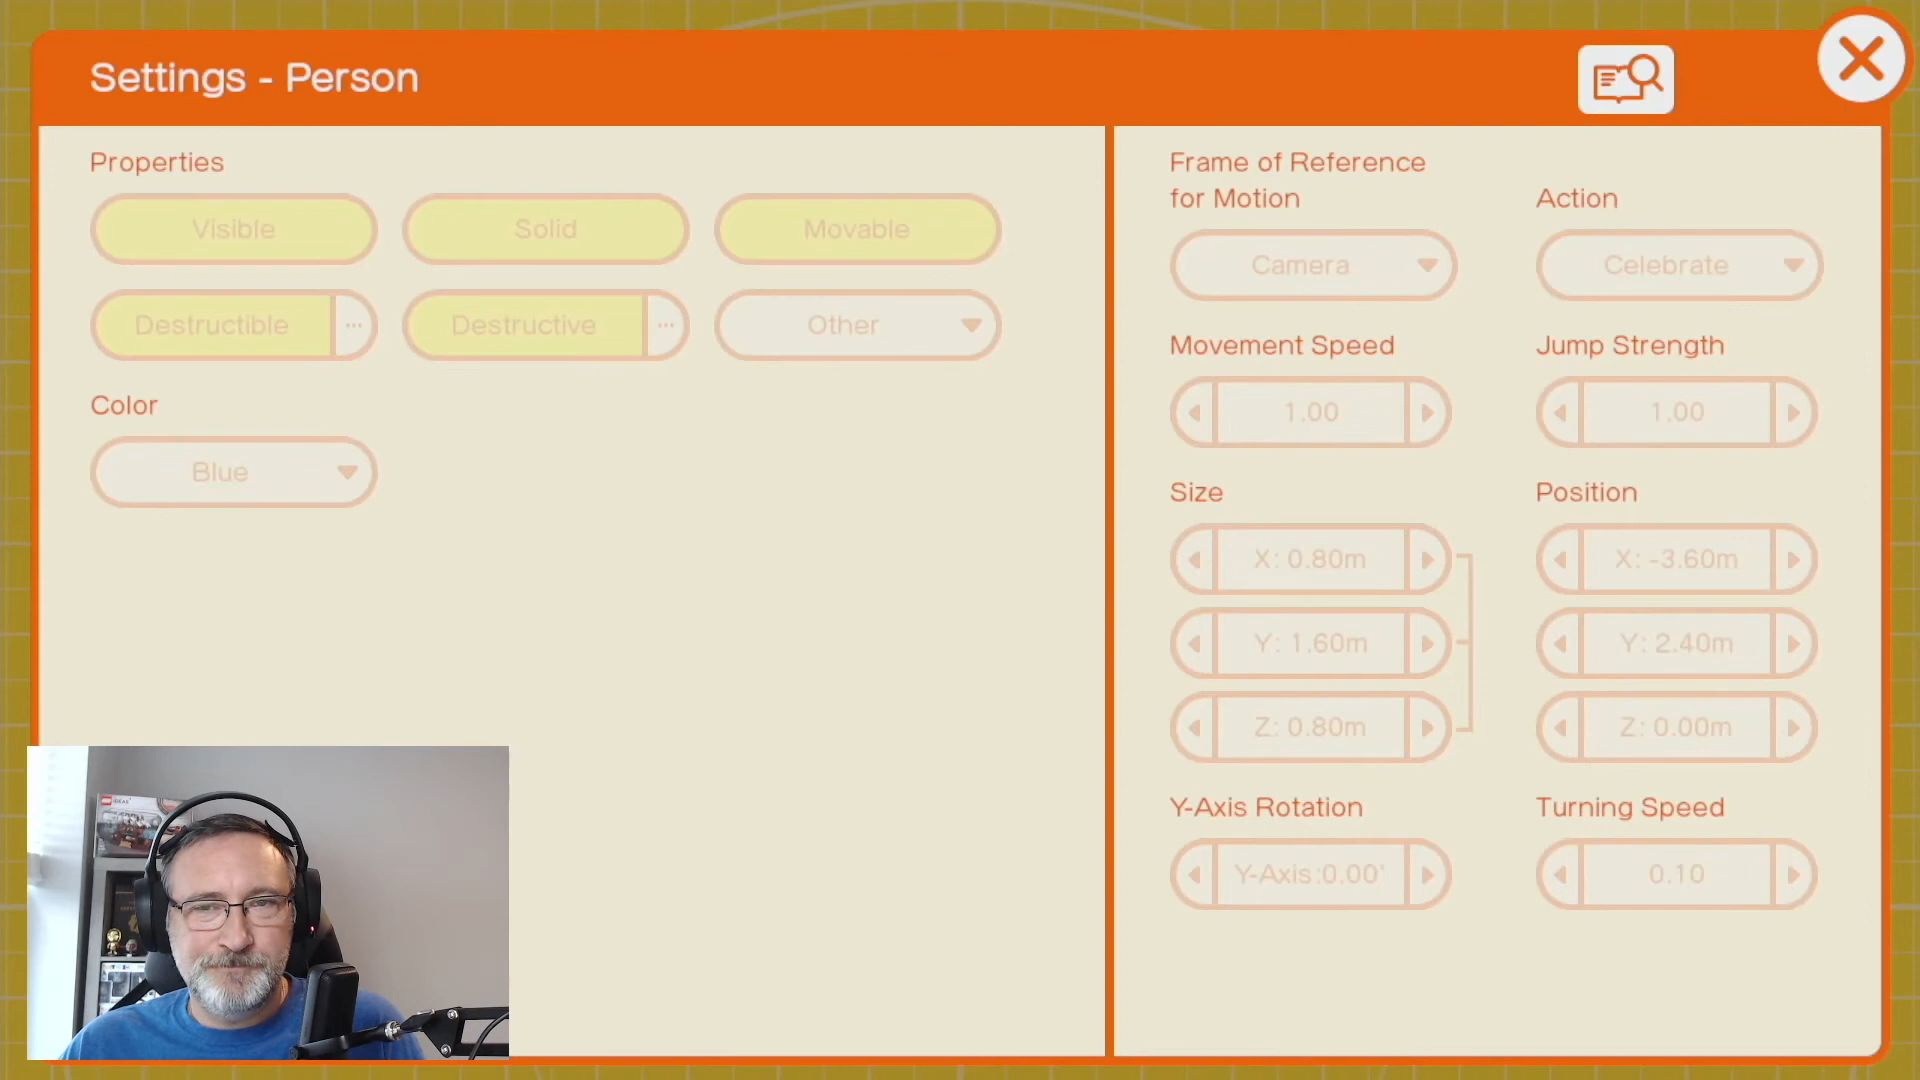 Settings - Person
Properties
Visible
Solid
Movable
Destructible
...
Destructive
...
Other
Color
Blue
Frame of Reference
for Motion
Action
Camera
Celebrate
Movement Speed
Jump Strength
1.00
1.00
Size
Position
X: 0.80m
X: -3.60m
Y: 1.60m
Y: 2.40m
Z: 0.80m
Z: 0.00m
Y-Axis Rotation
Turning Speed
Y-Axis:0.00°
0.10
LEGO IDEAS